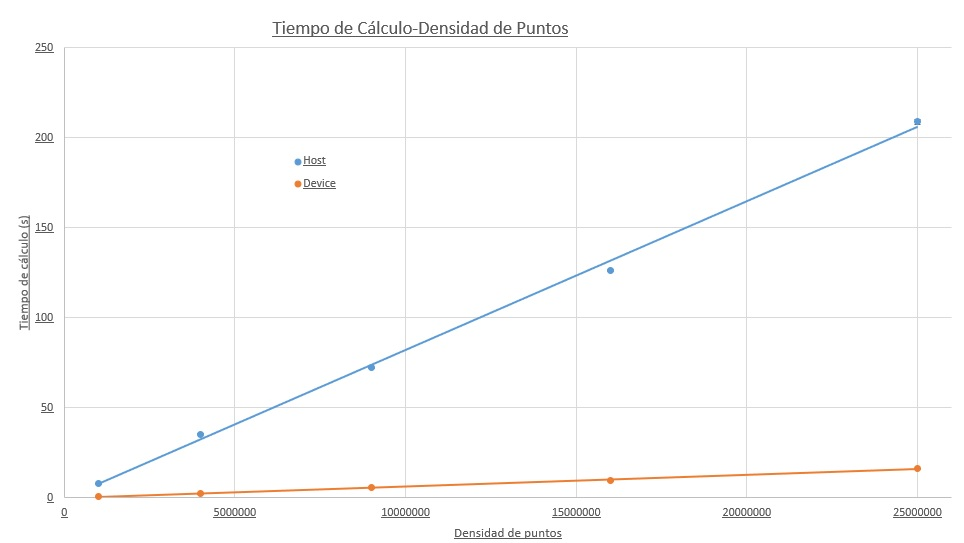 Tiempo de Cálculo-Densidad de Puntos
250
200
150
100
50
0
Tiempo de cálculo (s)
Host
Device
0
5000000
10000000
15000000
20000000
25000000
Densidad de puntos